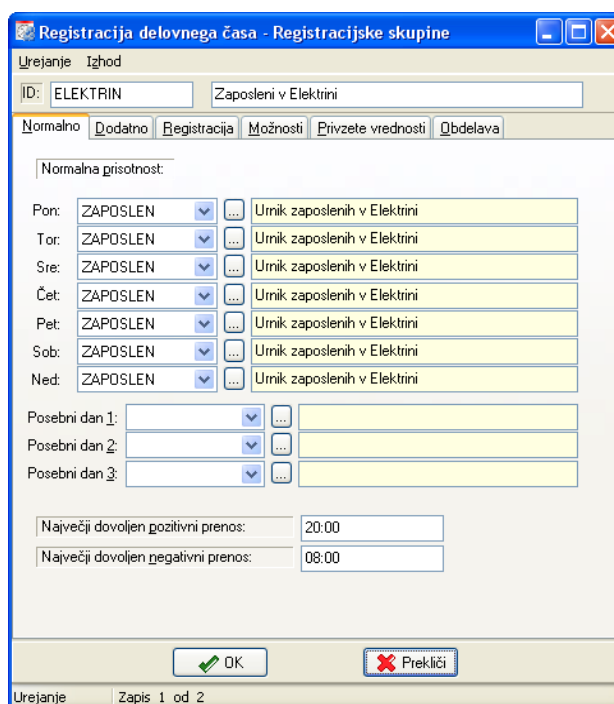 Registracija delovnega časa - Registracijske skupine
Urejanje Izhod
ID: ELEKTRIN Zaposleni v Elektrini
Normalno Dodatno Registracija Možnosti Privzete vrednosti Obdelava
Normalna prisotnost:
Pon: ZAPOSLEN ... Urnik zaposlenih v Elektrini
Tor: ZAPOSLEN ... Urnik zaposlenih v Elektrini
Sre: ZAPOSLEN ... Urnik zaposlenih v Elektrini
Čet: ZAPOSLEN ... Urnik zaposlenih v Elektrini
Pet: ZAPOSLEN ... Urnik zaposlenih v Elektrini
Sob: ZAPOSLEN ... Urnik zaposlenih v Elektrini
Ned: ZAPOSLEN ... Urnik zaposlenih v Elektrini
Posebni dan 1: ...
Posebni dan 2: ...
Posebni dan 3: ...
Največji dovoljen pozitivni prenos: 20:00
Največji dovoljen negativni prenos: 08:00
OK Prekliči
Urejanje Zapis 1 od 2